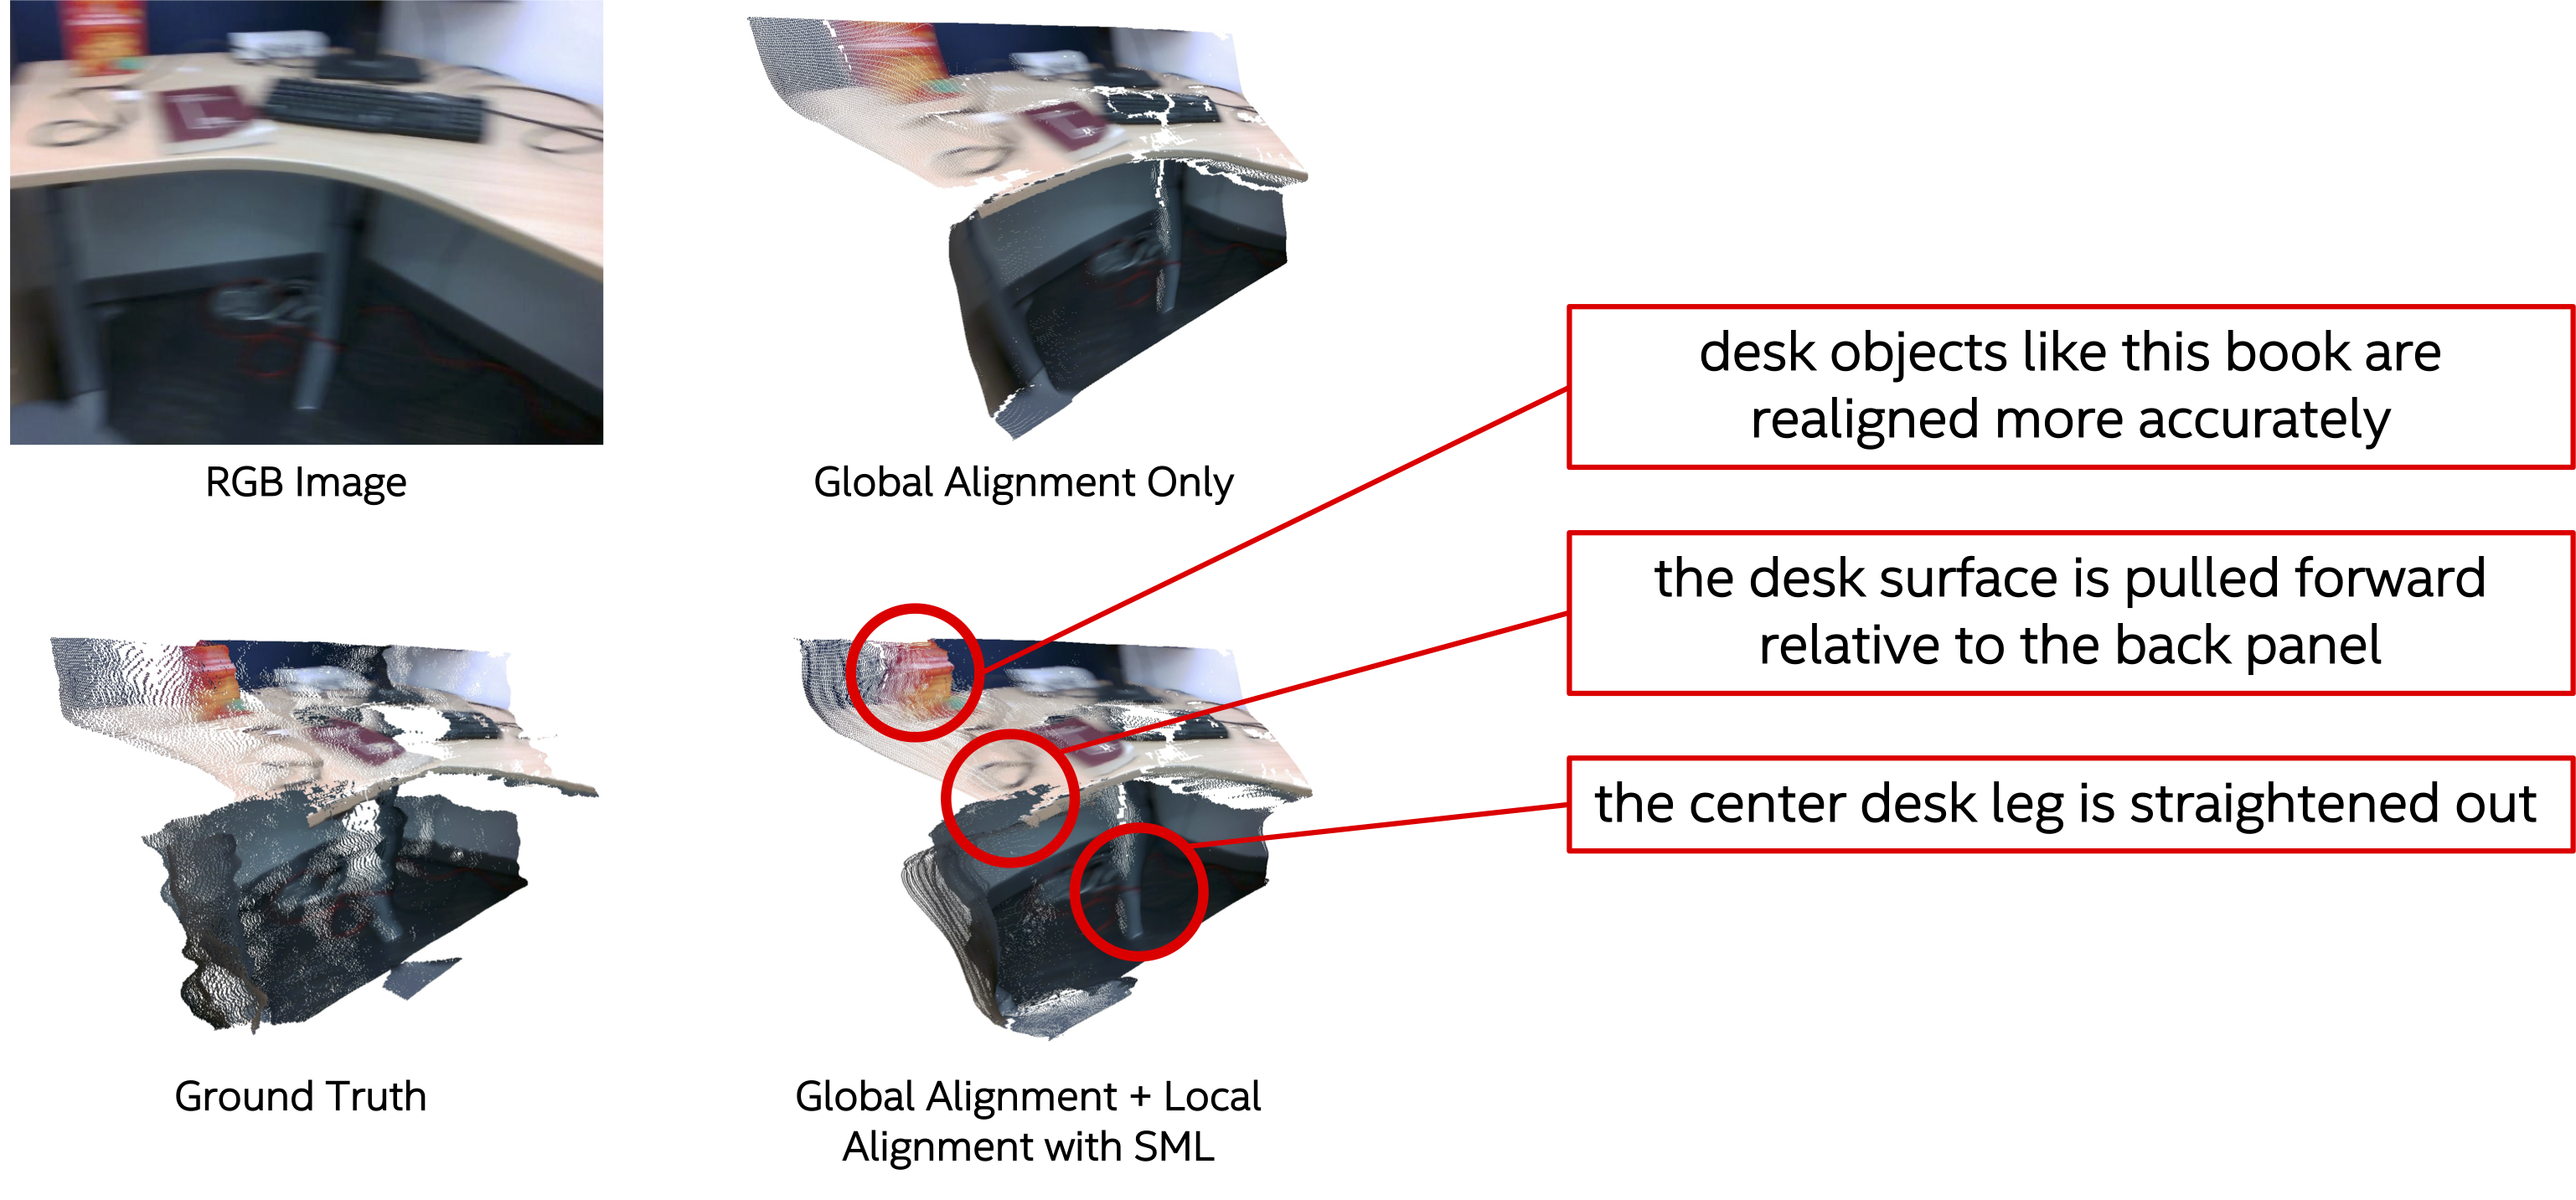 RGB Image
Global Alignment Only
desk objects like this book are
realigned more accurately
the desk surface is pulled forward
relative to the back panel
the center desk leg is straightened out
Ground Truth
Global Alignment + Local
Alignment with SML